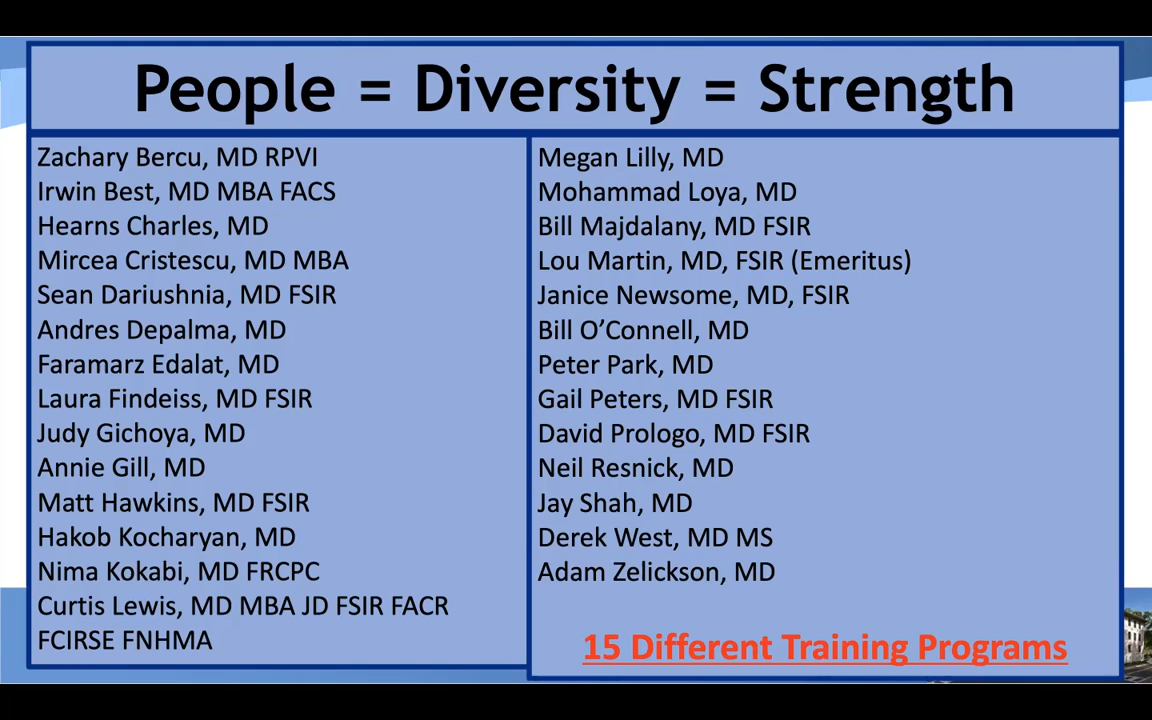 People = Diversity = Strength
Zachary Bercu, MD RPVI
Irwin Best, MD MBA FACS
Hearns Charles, MD
Mircea Cristescu, MD MBA
Sean Dariushnia, MD FSIR
Andres Depalma, MD
Faramarz Edalat, MD
Laura Findeiss, MD FSIR
Judy Gichoya, MD
Annie Gill, MD
Matt Hawkins, MD FSIR
Hakob Kocharyan, MD
Nima Kokabi, MD FRCPC
Curtis Lewis, MD MBA JD FSIR FACR
FCIRSE FNHMA
Megan Lilly, MD
Mohammad Loya, MD
Bill Majdalany, MD FSIR
Lou Martin, MD, FSIR (Emeritus)
Janice Newsome, MD, FSIR
Bill O’Connell, MD
Peter Park, MD
Gail Peters, MD FSIR
David Prologo, MD FSIR
Neil Resnick, MD
Jay Shah, MD
Derek West, MD MS
Adam Zelickson, MD
15 Different Training Programs